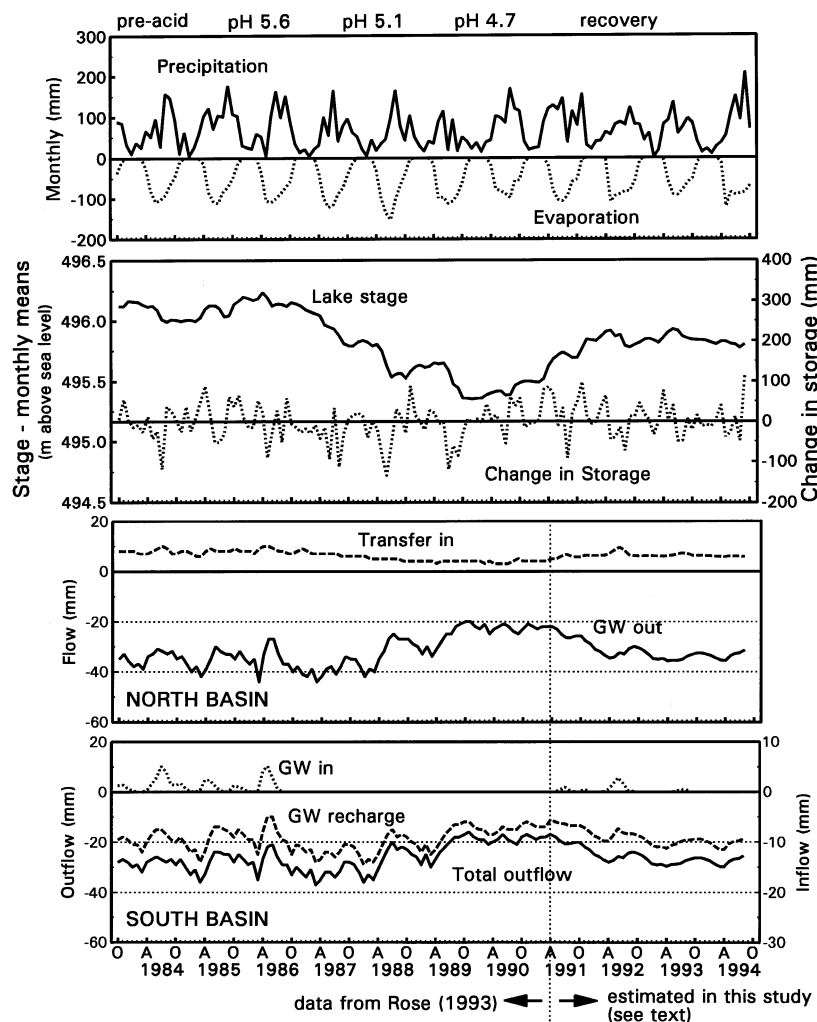 pre-acid pH 5.6 pH 5.1 pH 4.7 recovery
300
200
100
0
-100
-200
Monthly (mm)
Precipitation
Evaporation
496.5
496.0
495.5
495.0
494.5
Stage - monthly means
(m above sea level)
Lake stage
Change in Storage
400
300
200
100
0
-100
-200
Change in storage (mm)
20
0
-20
-40
-60
Flow (mm)
Transfer in
GW out
NORTH BASIN
20
0
-20
-40
-60
Outflow (mm)
GW in
GW recharge
Total outflow
SOUTH BASIN
10
0
-10
-20
-30
Inflow (mm)
O A O A O A O A O A O A O A O A O A O A O A O
1984 1985 1986 1987 1988 1989 1990 1991 1992 1993 1994
data from Rose (1993)
estimated in this study
(see text)